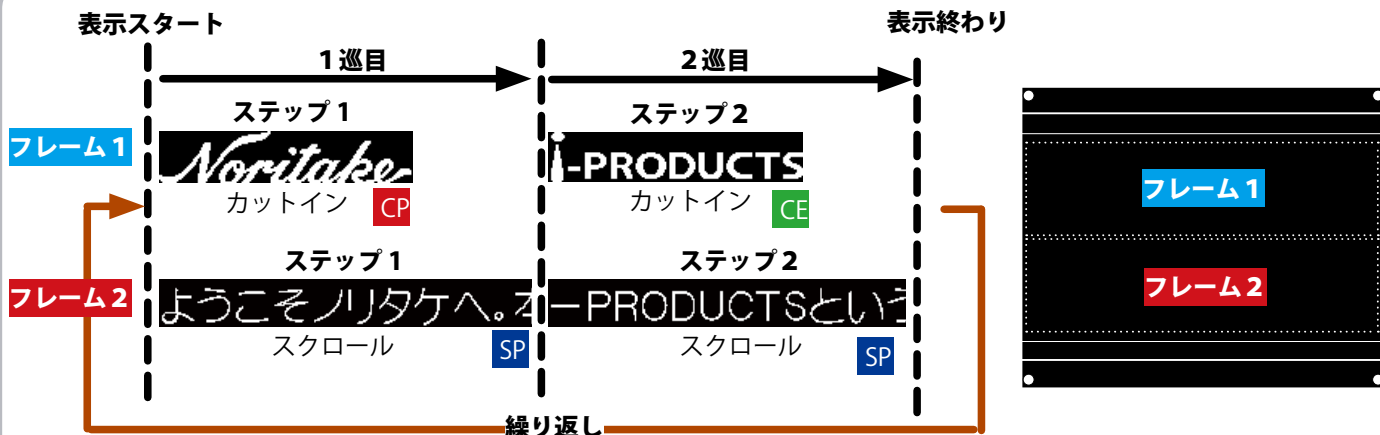 表示スタート
表示終わり
1巡目
2巡目
ステップ1
ステップ2
フレーム1
Noritake
i-PRODUCTS
カットイン
CP
カットイン
CE
フレーム1
ステップ1
ステップ2
フレーム2
ようこそノリタケへ。
－PRODUCTSという
スクロール
SP
スクロール
SP
フレーム2
繰り返し